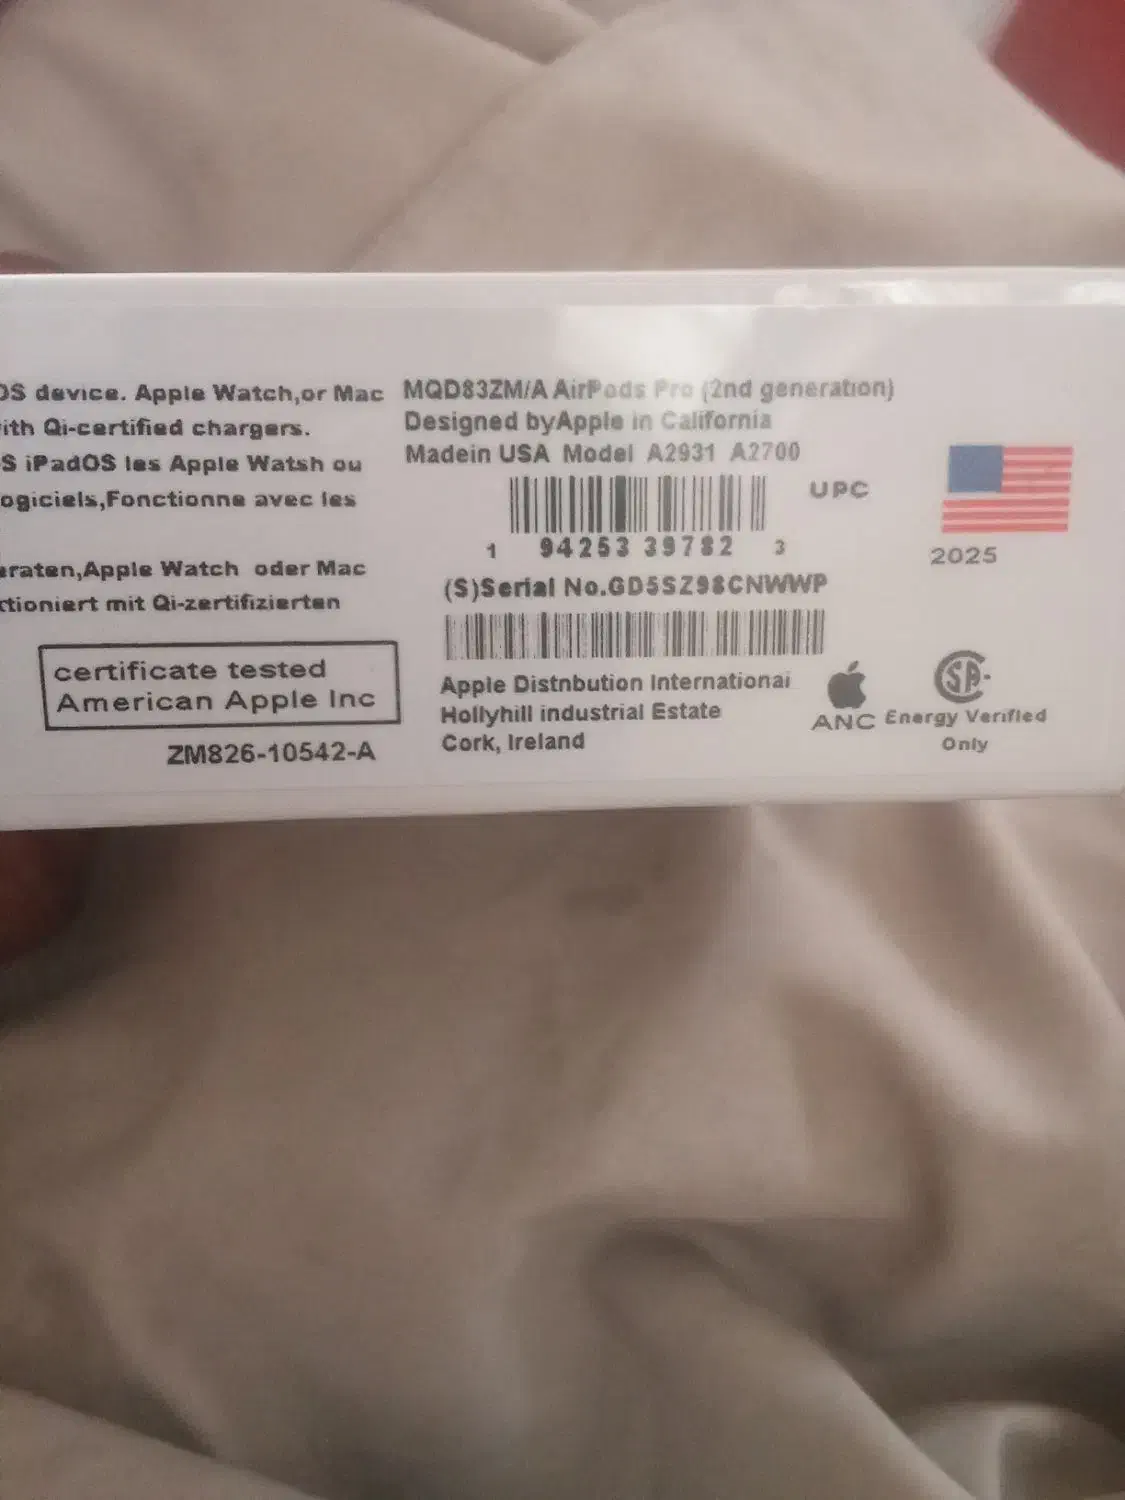 OS device. Apple Watch,or Mac
ith Qi-certified chargers.
S iPadOS les Apple Watsh ou
ogiciels,Fonctionne avec les
eraten,Apple Watch oder Mac
ctioniert mit Qi-zertifizierten
certificate tested
American Apple Inc
ZM826-10542-A
MQD83ZM/A AirPods Pro (2nd generation)
Designed byApple in California
Madein USA Model A2931 A2700
UPC
1 94253 39782 3
(S)Serial No.GD5SZ98CNWWP
Apple Distnbution Internationai
Hollyhill industrial Estate
Cork, Ireland
2025
ANC
SA
Energy Verified
Only